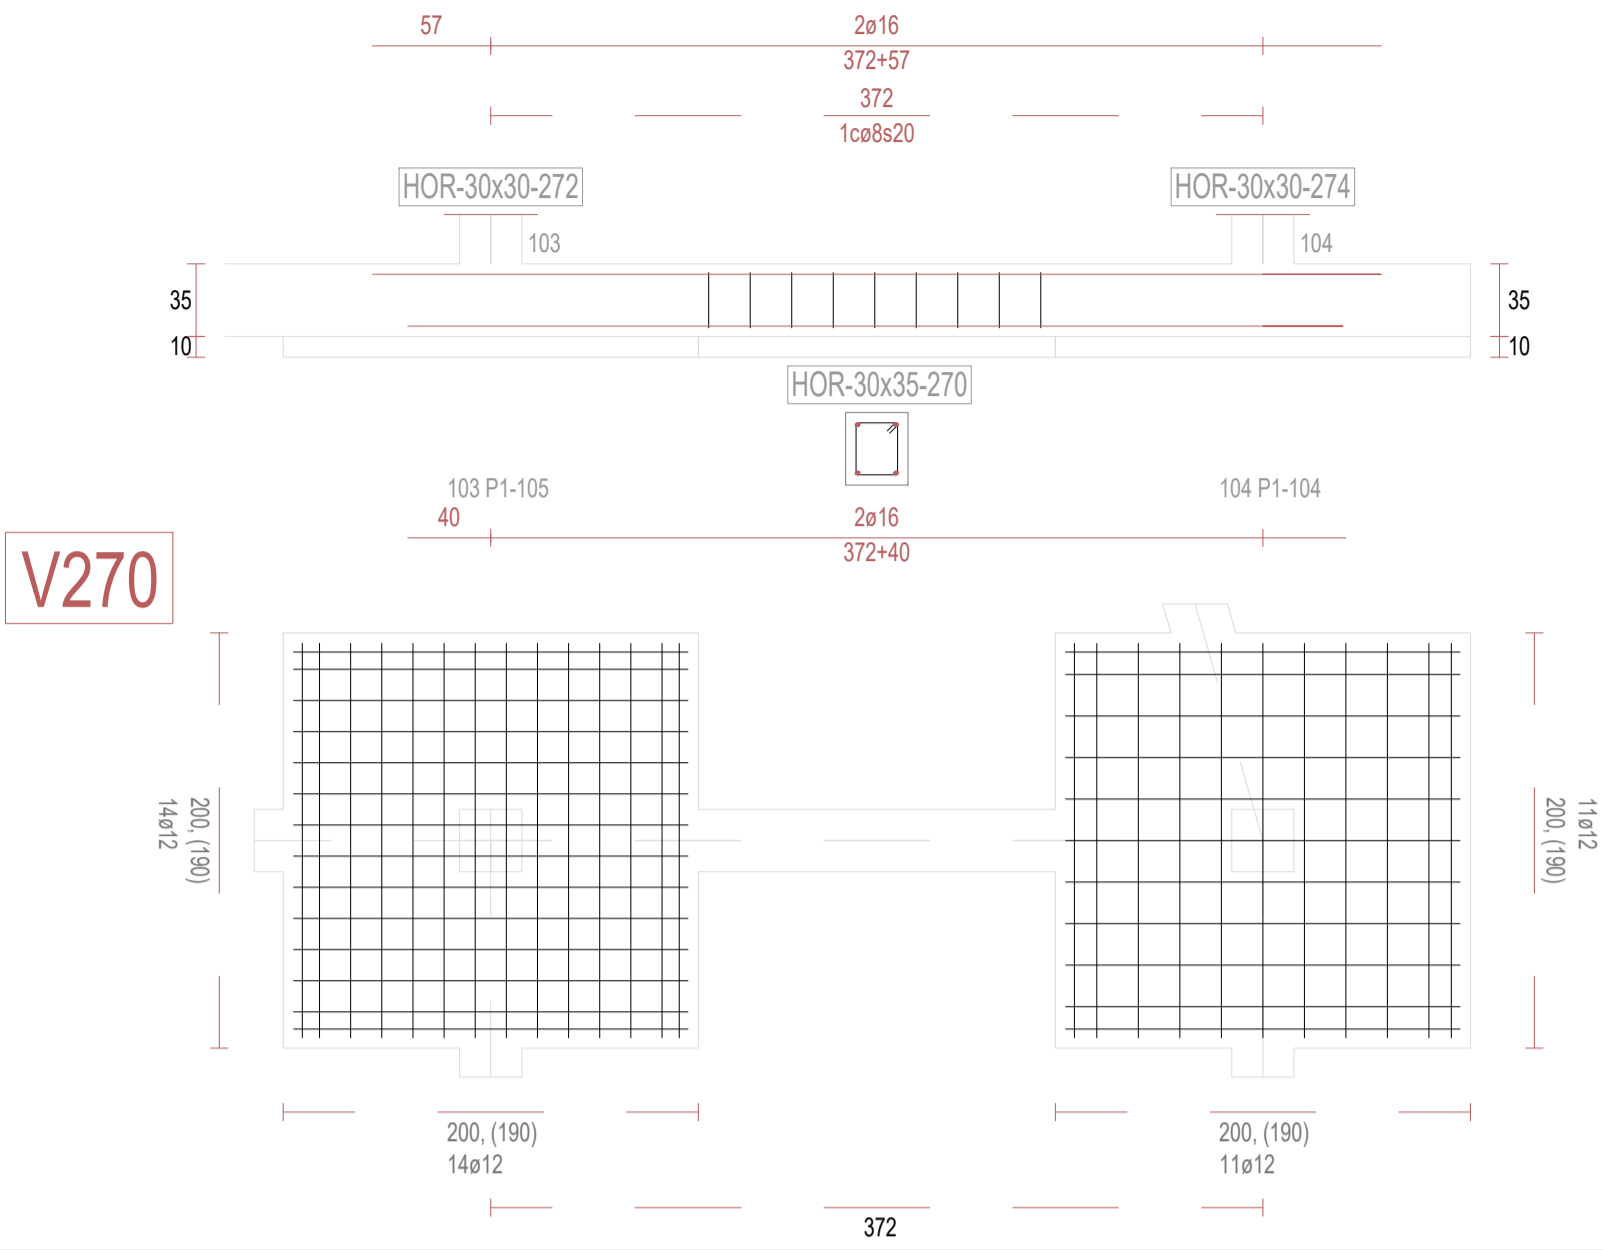 57
2ø16
372+57
372
1cø8s20
HOR-30x30-272
HOR-30x30-274
103
104
35
35
10
10
HOR-30x35-270
103 P1-105
104 P1-104
40
2ø16
372+40
V270
200, (190)
14ø12
11ø12
200, (190)
200, (190)
14ø12
200, (190)
11ø12
372